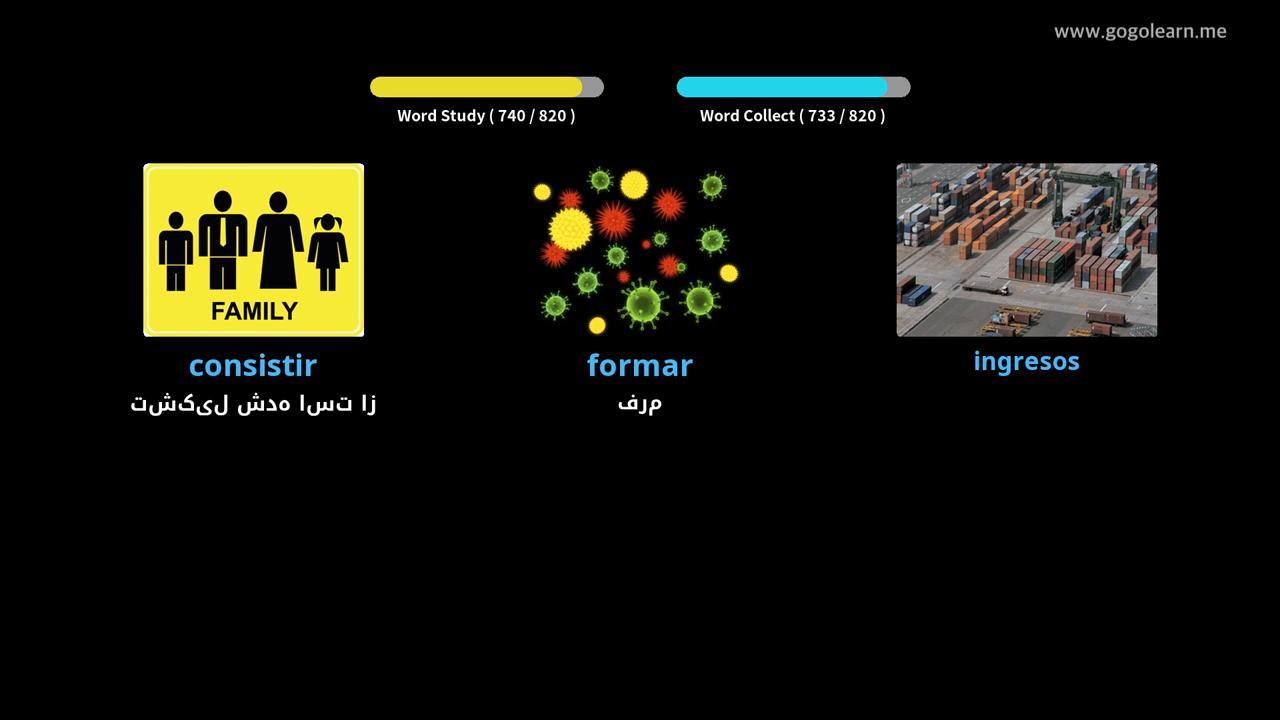 www.gogolearn.me
Word Study ( 740 / 820 )
Word Collect ( 733 / 820 )
FAMILY
consistir
زا تسا هدش لیکشت
formar
مرف
ingresos